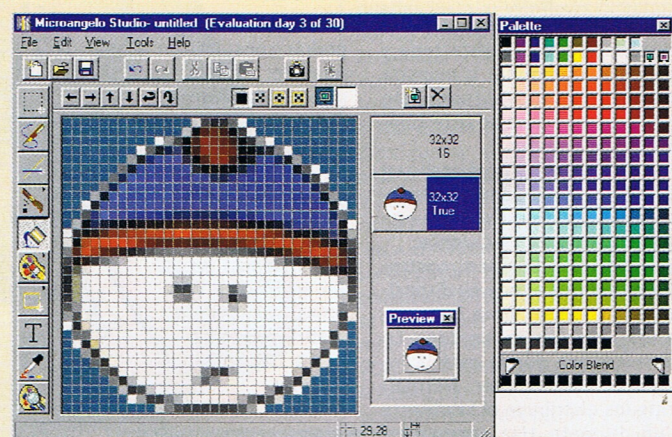 Microangelo Studio- untitled (Evaluation day 3 of 30)
File Edit View Tools Help
32x32
16
32x32
True
Preview
T
29,28
Palette
Color Blend